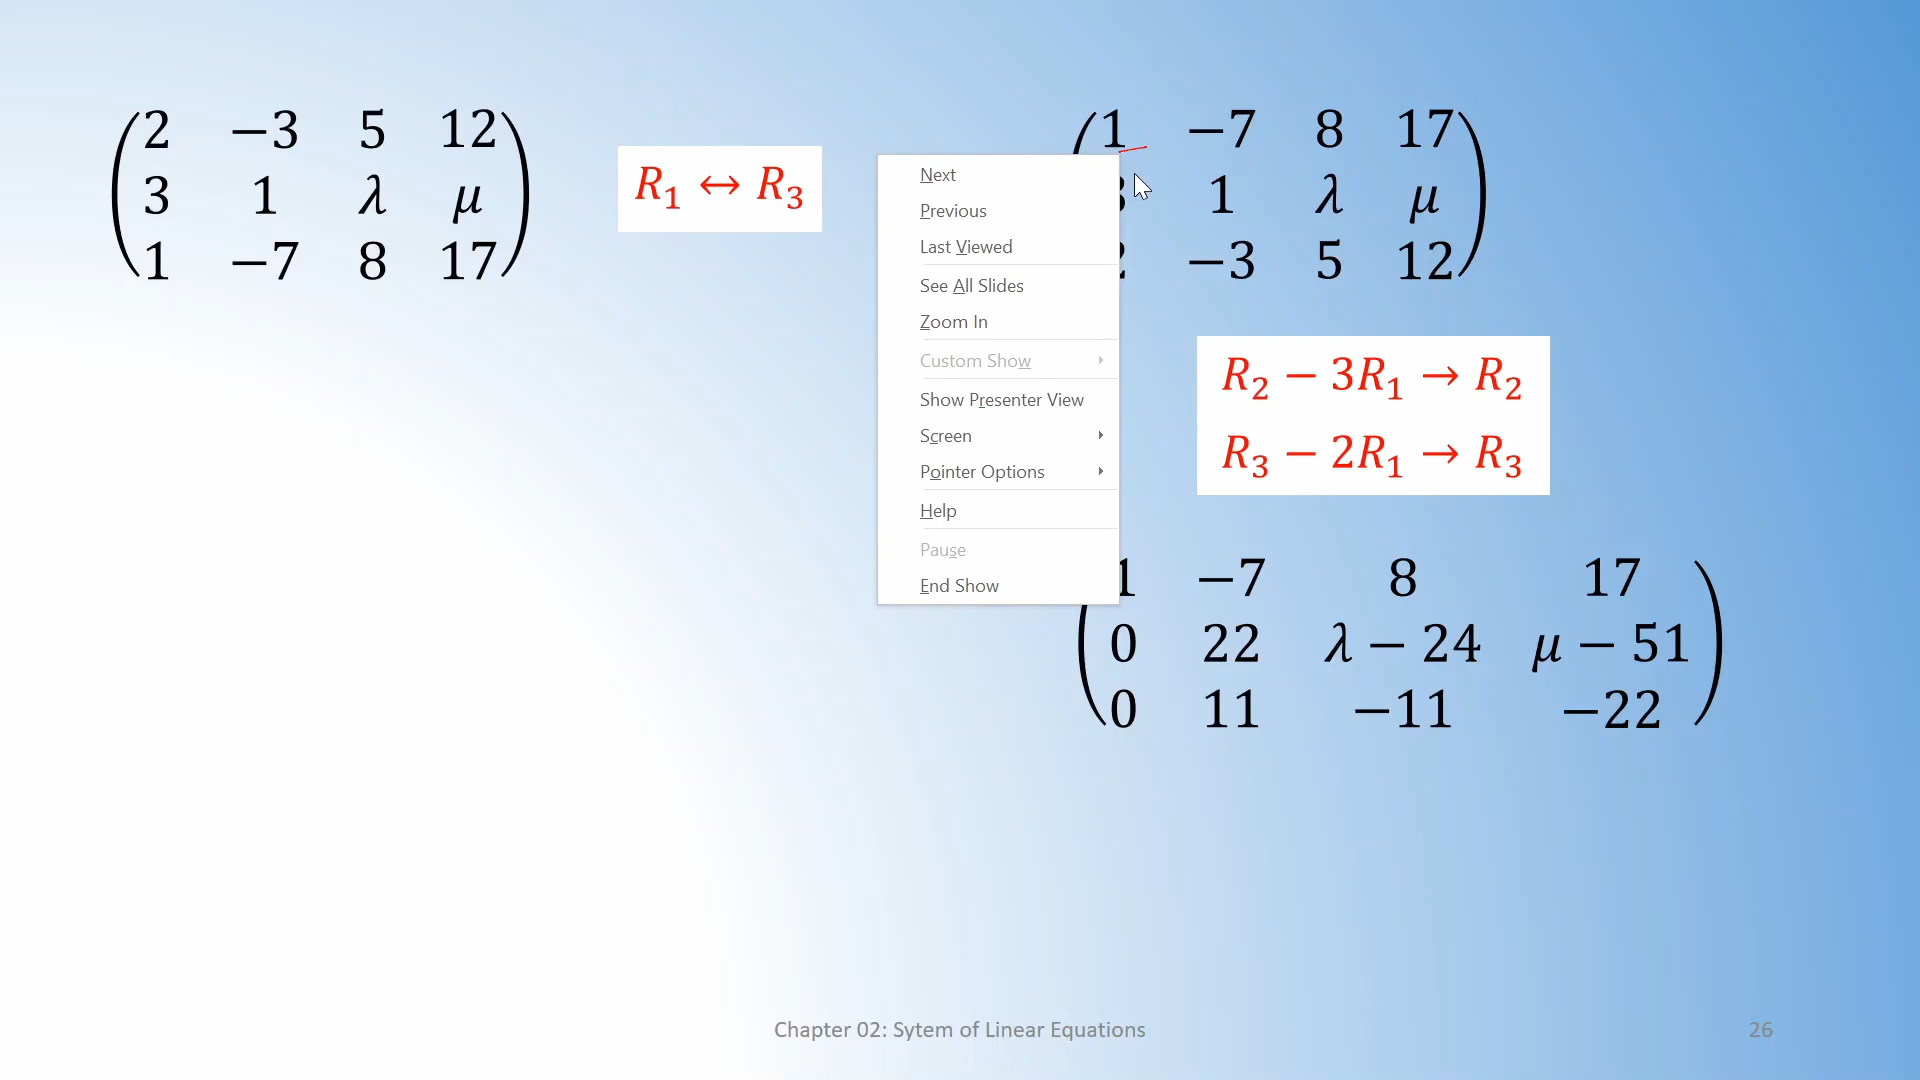 2 −3 5 12
3 1 λ μ
1 −7 8 17
R₁ ↔ R₃
1 −7 8 17
1 λ μ
−3 5 12
Next
Previous
Last Viewed
See All Slides
Zoom In
Custom Show
Show Presenter View
Screen
Pointer Options
Help
Pause
End Show
R₂ − 3R₁ → R₂
R₃ − 2R₁ → R₃
1 −7 8 17
0 22 λ − 24 μ − 51
0 11 −11 −22
Chapter 02: Sytem of Linear Equations
26